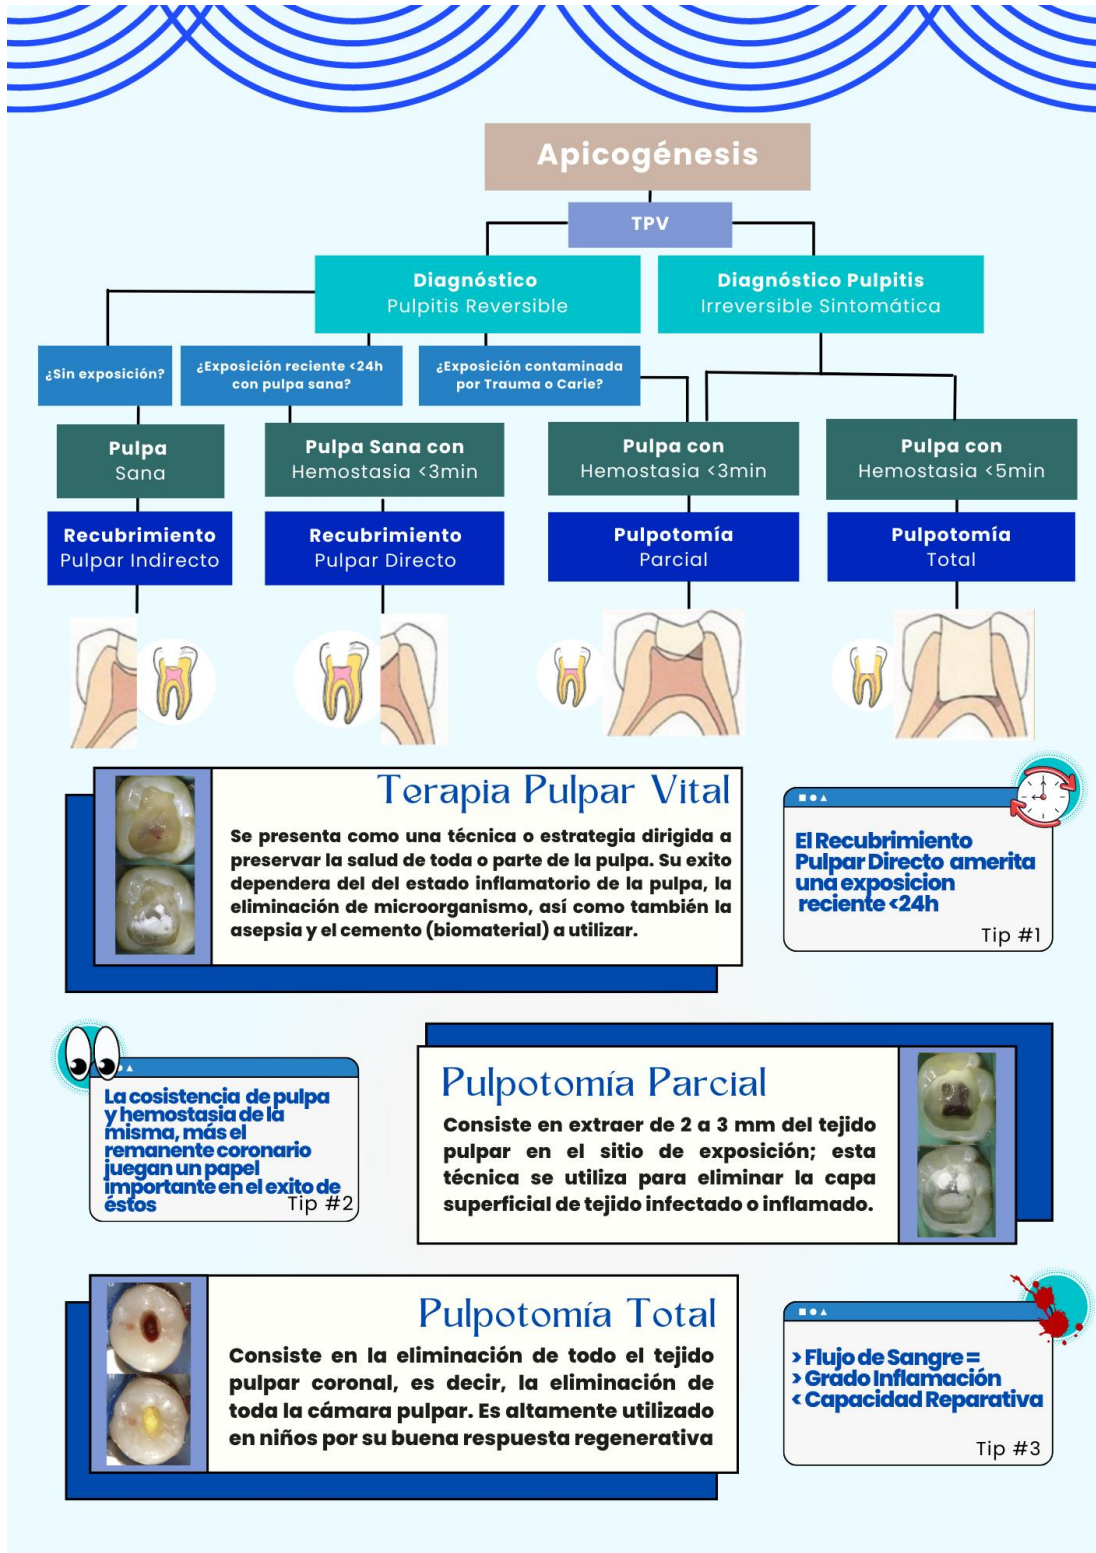 Apicogénesis
TPV
Diagnóstico
Pulpitis Reversible
Diagnóstico Pulpitis
Irreversible Sintomática
¿Sin exposición?
¿Exposición reciente <24h
con pulpa sana?
¿Exposición contaminada
por Trauma o Carie?
Pulpa
Sana
Pulpa Sana con
Hemostasia <3min
Pulpa con
Hemostasia <3min
Pulpa con
Hemostasia <5min
Recubrimiento
Pulpar Indirecto
Recubrimiento
Pulpar Directo
Pulpotomía
Parcial
Pulpotomía
Total
Terapia Pulpar Vital
Se presenta como una técnica o estrategia dirigida a
preservar la salud de toda o parte de la pulpa. Su exito
dependera del del estado inflamatorio de la pulpa, la
eliminación de microorganismo, así como también la
asepsia y el cemento (biomaterial) a utilizar.
El Recubrimiento
Pulpar Directo amerita
una exposicion
reciente <24h
Tip #1
La cosistencia de pulpa
y hemostasia de la
misma, más el
remanente coronario
juegan un papel
importante en el exito de
éstos
Tip #2
Pulpotomía Parcial
Consiste en extraer de 2 a 3 mm del tejido
pulpar en el sitio de exposición; esta
técnica se utiliza para eliminar la capa
superficial de tejido infectado o inflamado.
Pulpotomía Total
Consiste en la eliminación de todo el tejido
pulpar coronal, es decir, la eliminación de
toda la cámara pulpar. Es altamente utilizado
en niños por su buena respuesta regenerativa
> Flujo de Sangre =
> Grado Inflamación
< Capacidad Reparativa
Tip #3